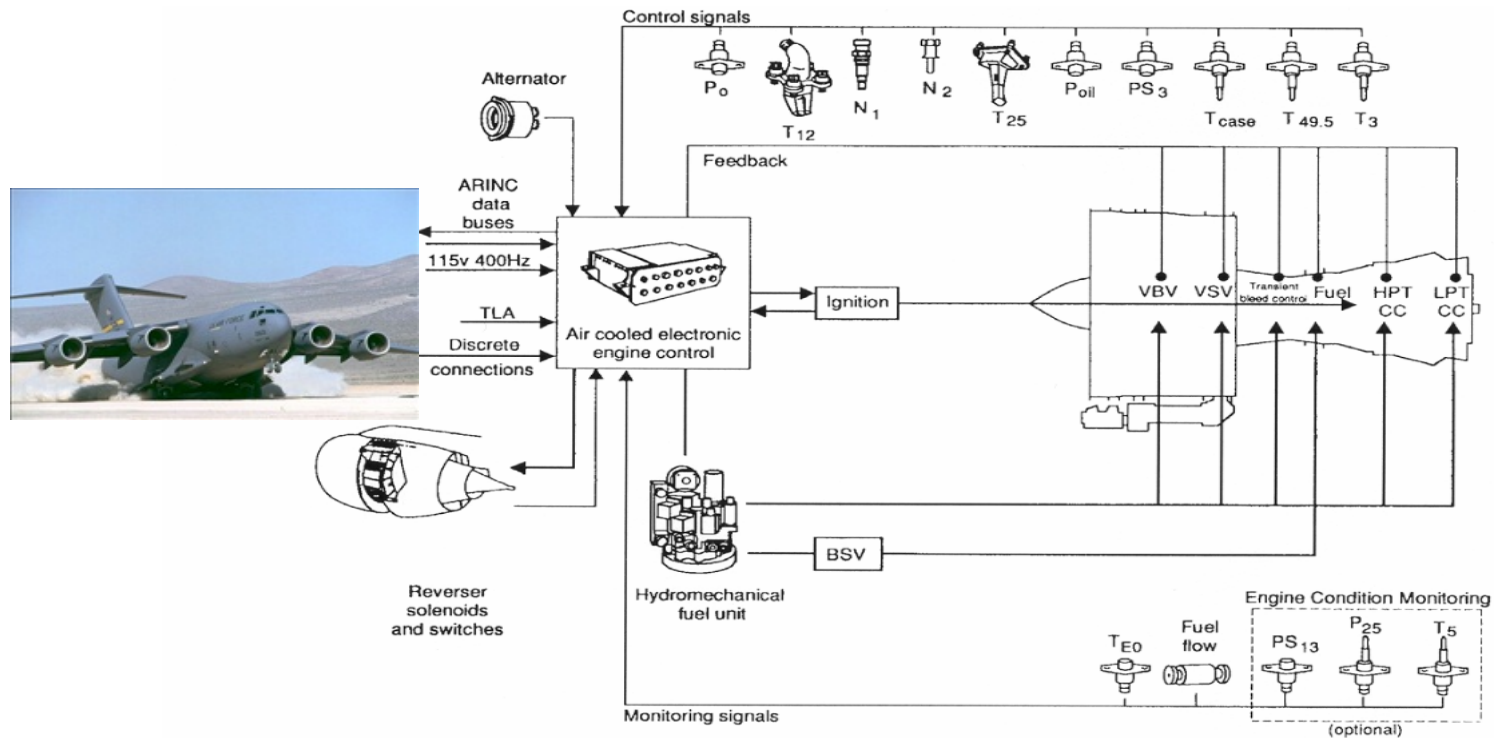 Control signals
Alternator
P0
T12
N1
N2
T25
Poil
PS3
Tcase
T49.5
T3
Feedback
ARINC
data
buses
115v 400Hz
TLA
Discrete
connections
Air cooled electronic
engine control
Ignition
VBV
VSV
Transient
bleed control
Fuel
HPT
CC
LPT
CC
BSV
Reverser
solenoids
and switches
Hydromechanical
fuel unit
Engine Condition Monitoring
TE0
Fuel
flow
PS13
P25
T5
Monitoring signals
(optional)